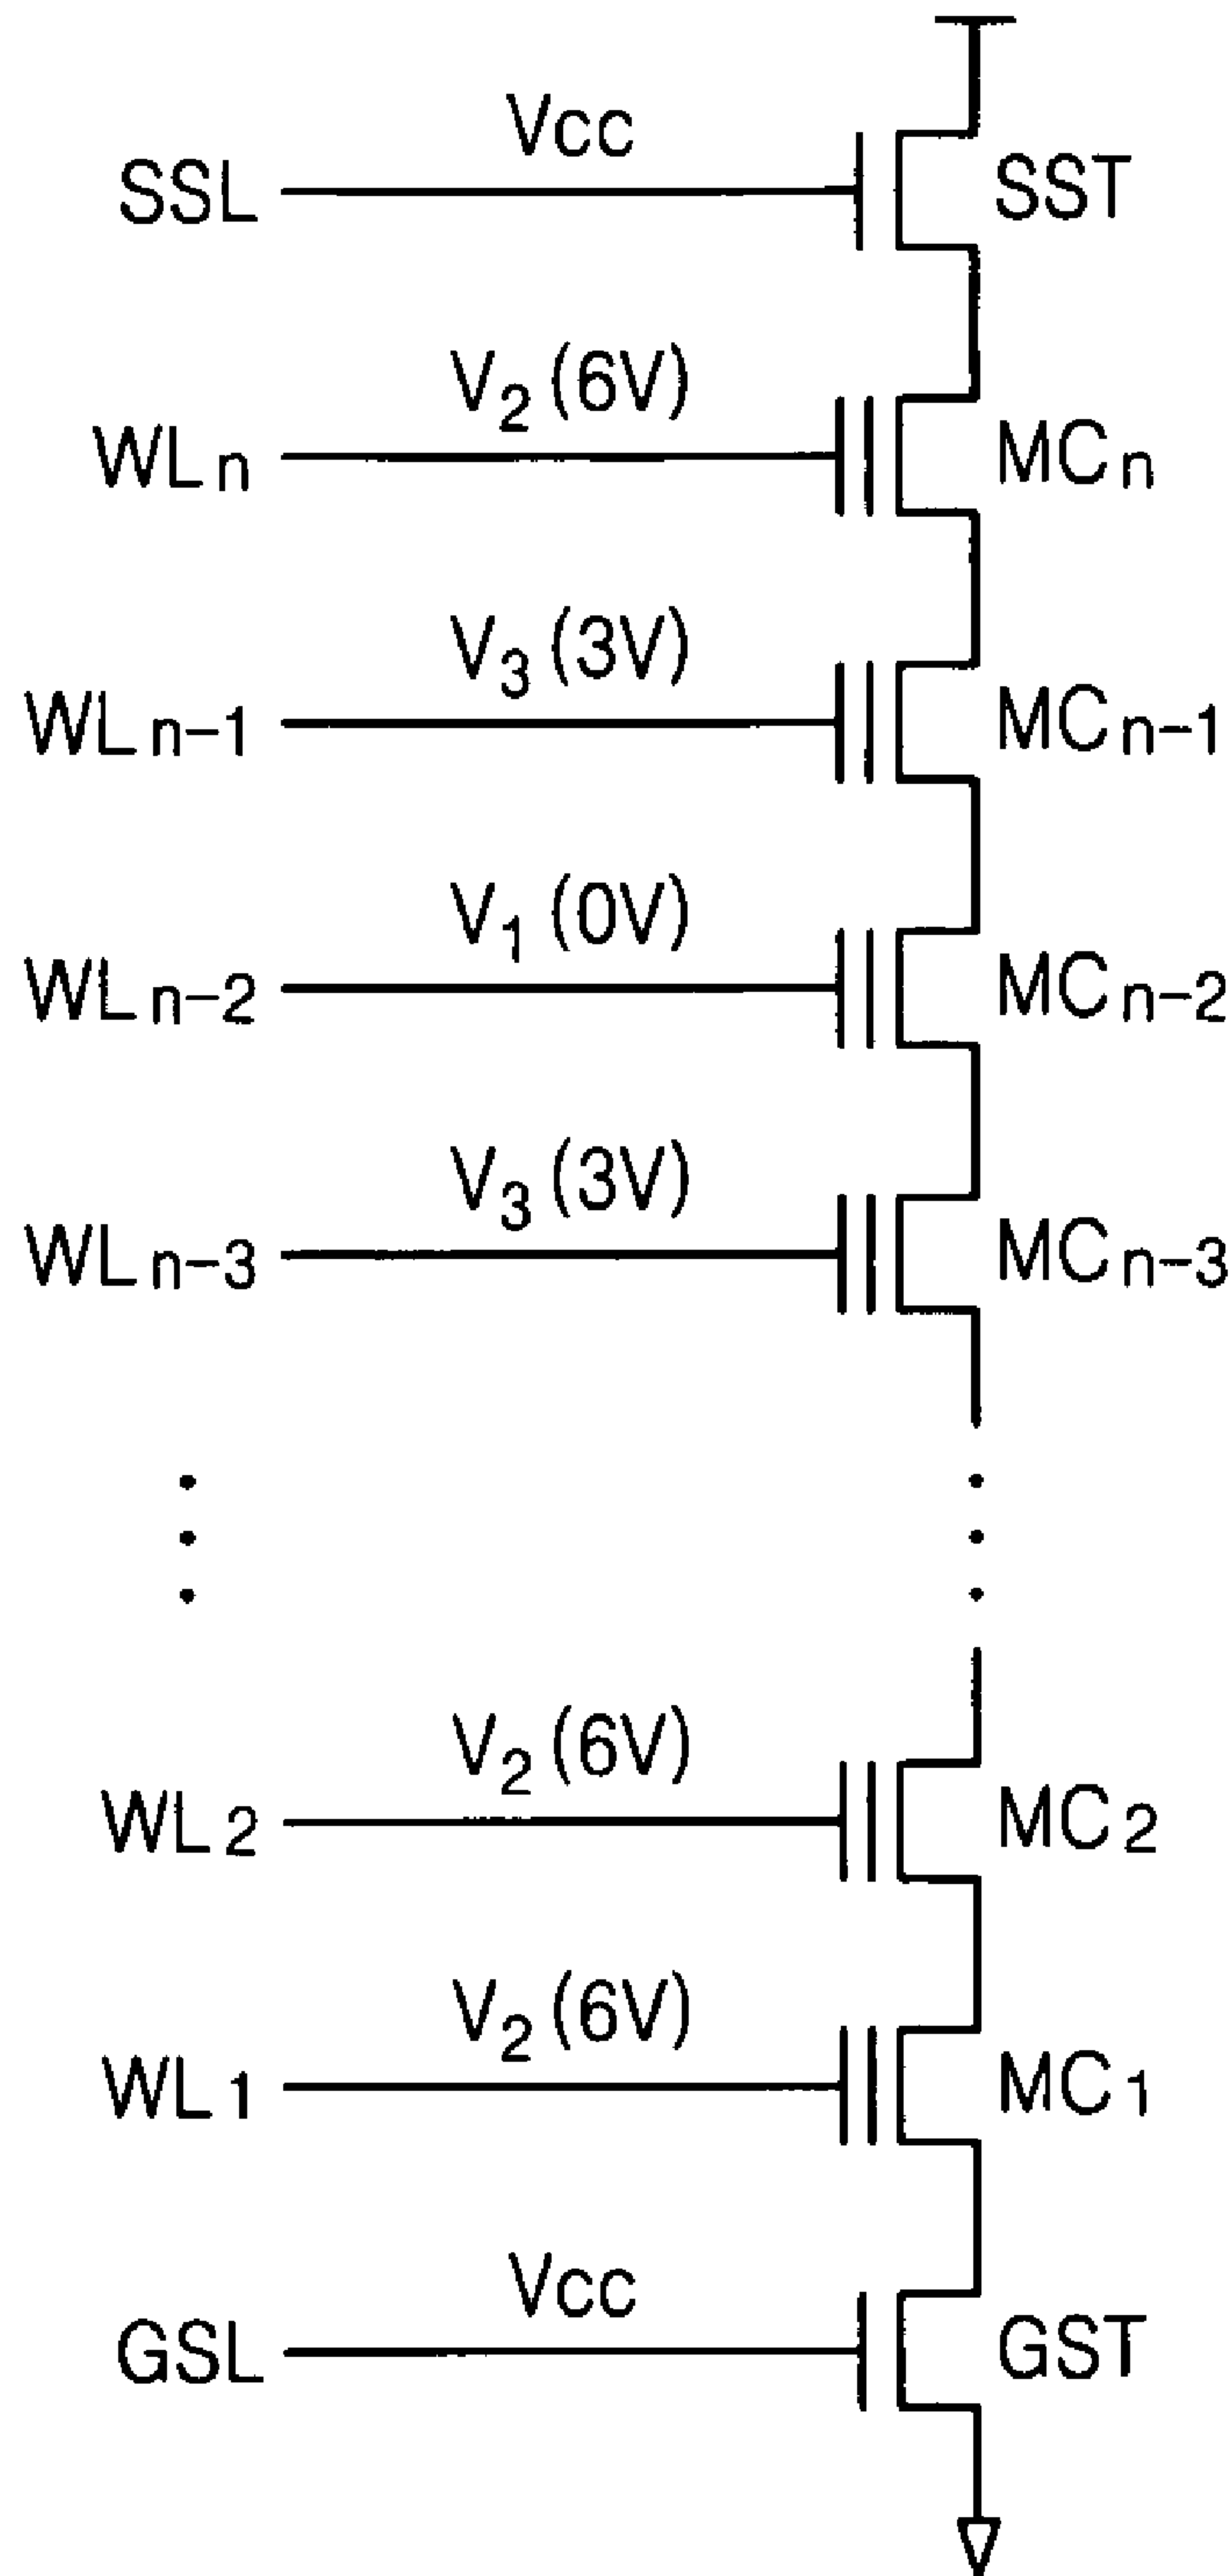 Vcc
SSL SST
V2 (6V)
WLn MCn
V3 (3V)
WLn-1 MCn-1
V1 (0V)
WLn-2 MCn-2
V3 (3V)
WLn-3 MCn-3
V2 (6V)
WL2 MC2
V2 (6V)
WL1 MC1
Vcc
GSL GST